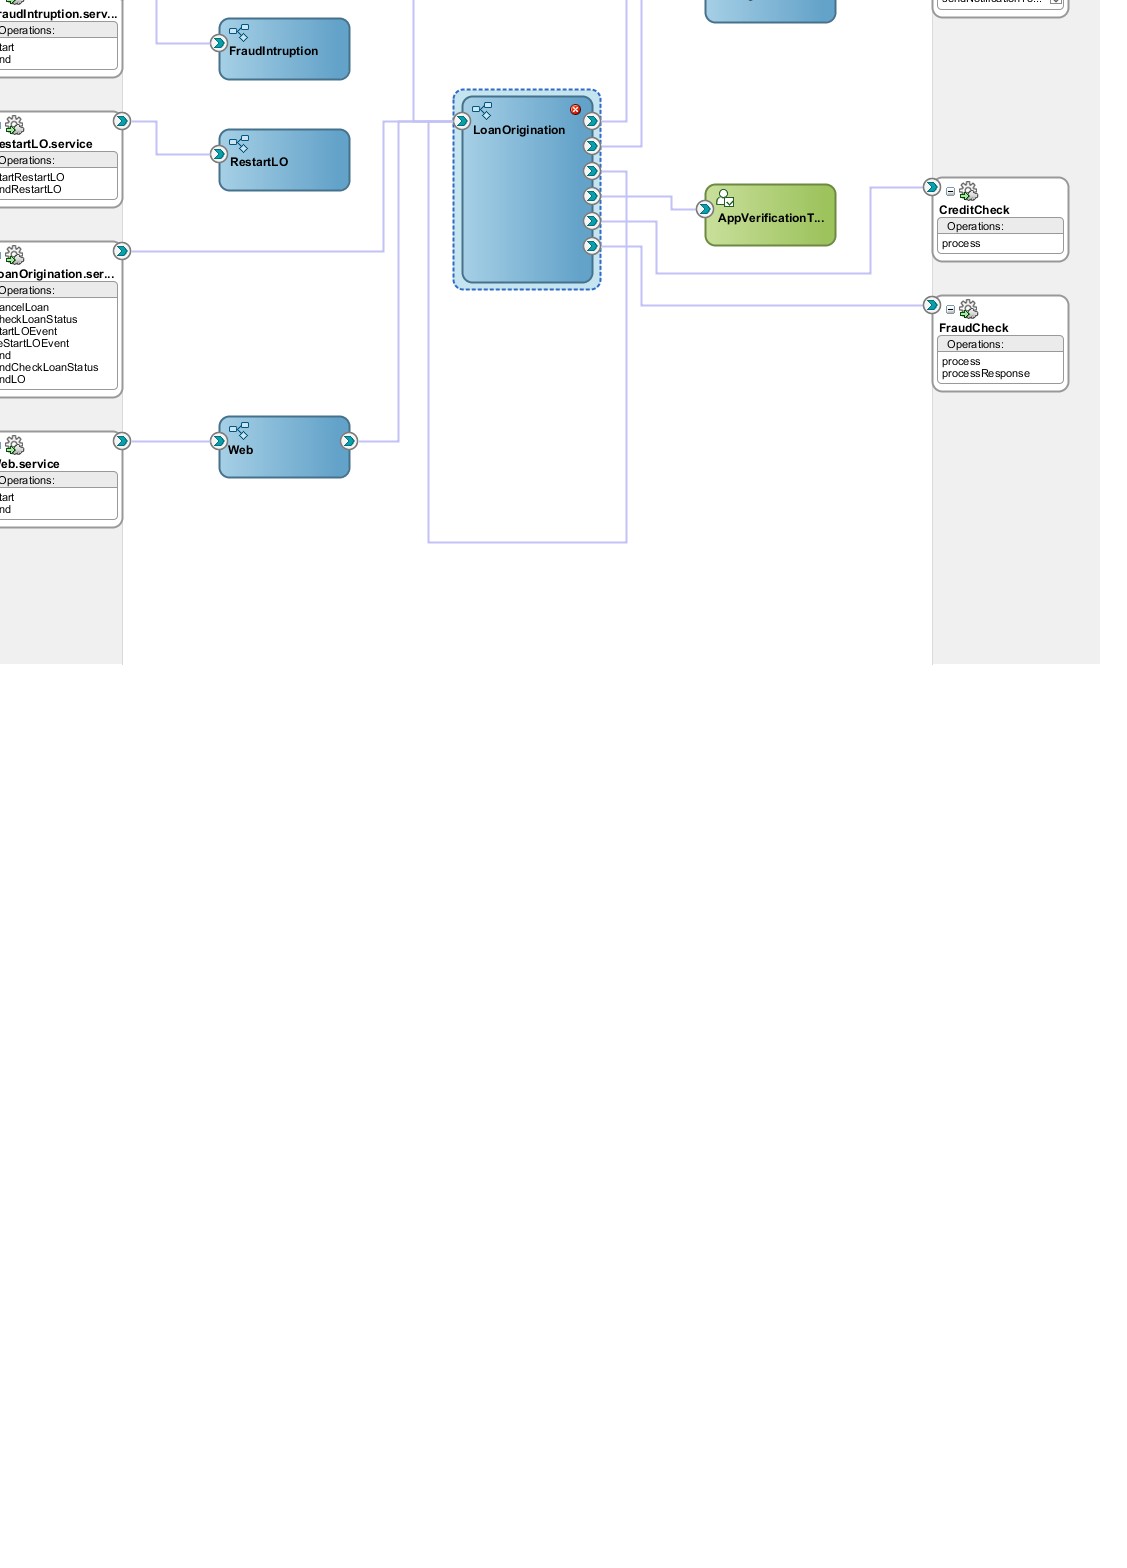 raudIntruption.serv...
Operations:
tart
nd
FraudIntruption
estartLO.service
Operations:
tartRestartLO
ndRestartLO
RestartLO
LoanOrigination
AppVerificationT...
CreditCheck
Operations:
process
oanOrigination.ser...
Operations:
ancelLoan
heckLoanStatus
tartLOEvent
eStartLOEvent
nd
ndCheckLoanStatus
ndLO
FraudCheck
Operations:
process
processResponse
Web
eb.service
Operations:
tart
nd